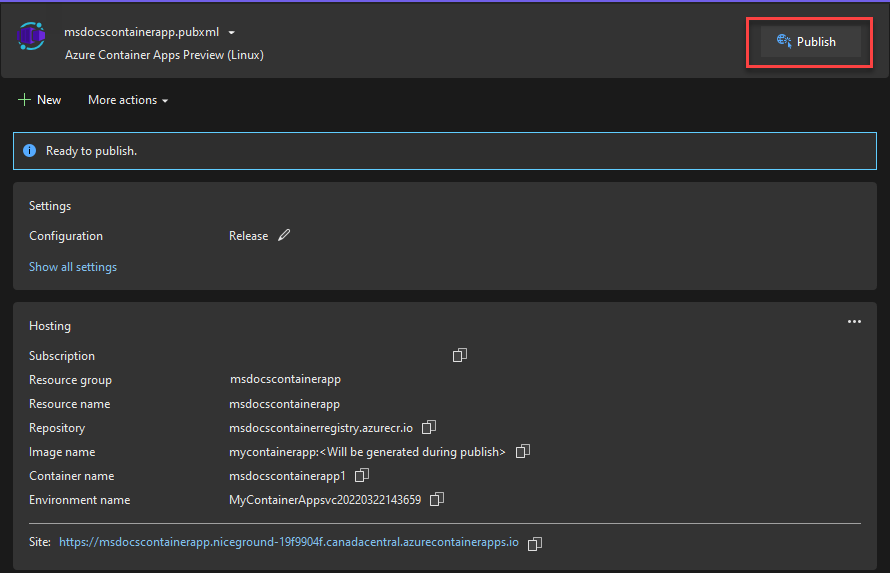 msdocscontainerapp.pubxml
Azure Container Apps Preview (Linux)
Publish
New More actions
Ready to publish.
Settings
Configuration Release
Show all settings
Hosting
Subscription
Resource group msdocscontainerapp
Resource name msdocscontainerapp
Repository msdocscontainerregistry.azurecr.io
Image name mycontainerapp:<Will be generated during publish>
Container name msdocscontainerapp1
Environment name MyContainerAppsvc20220322143659
Site: https://msdocscontainerapp.niceground-19f9904f.canadacentral.azurecontainerapps.io